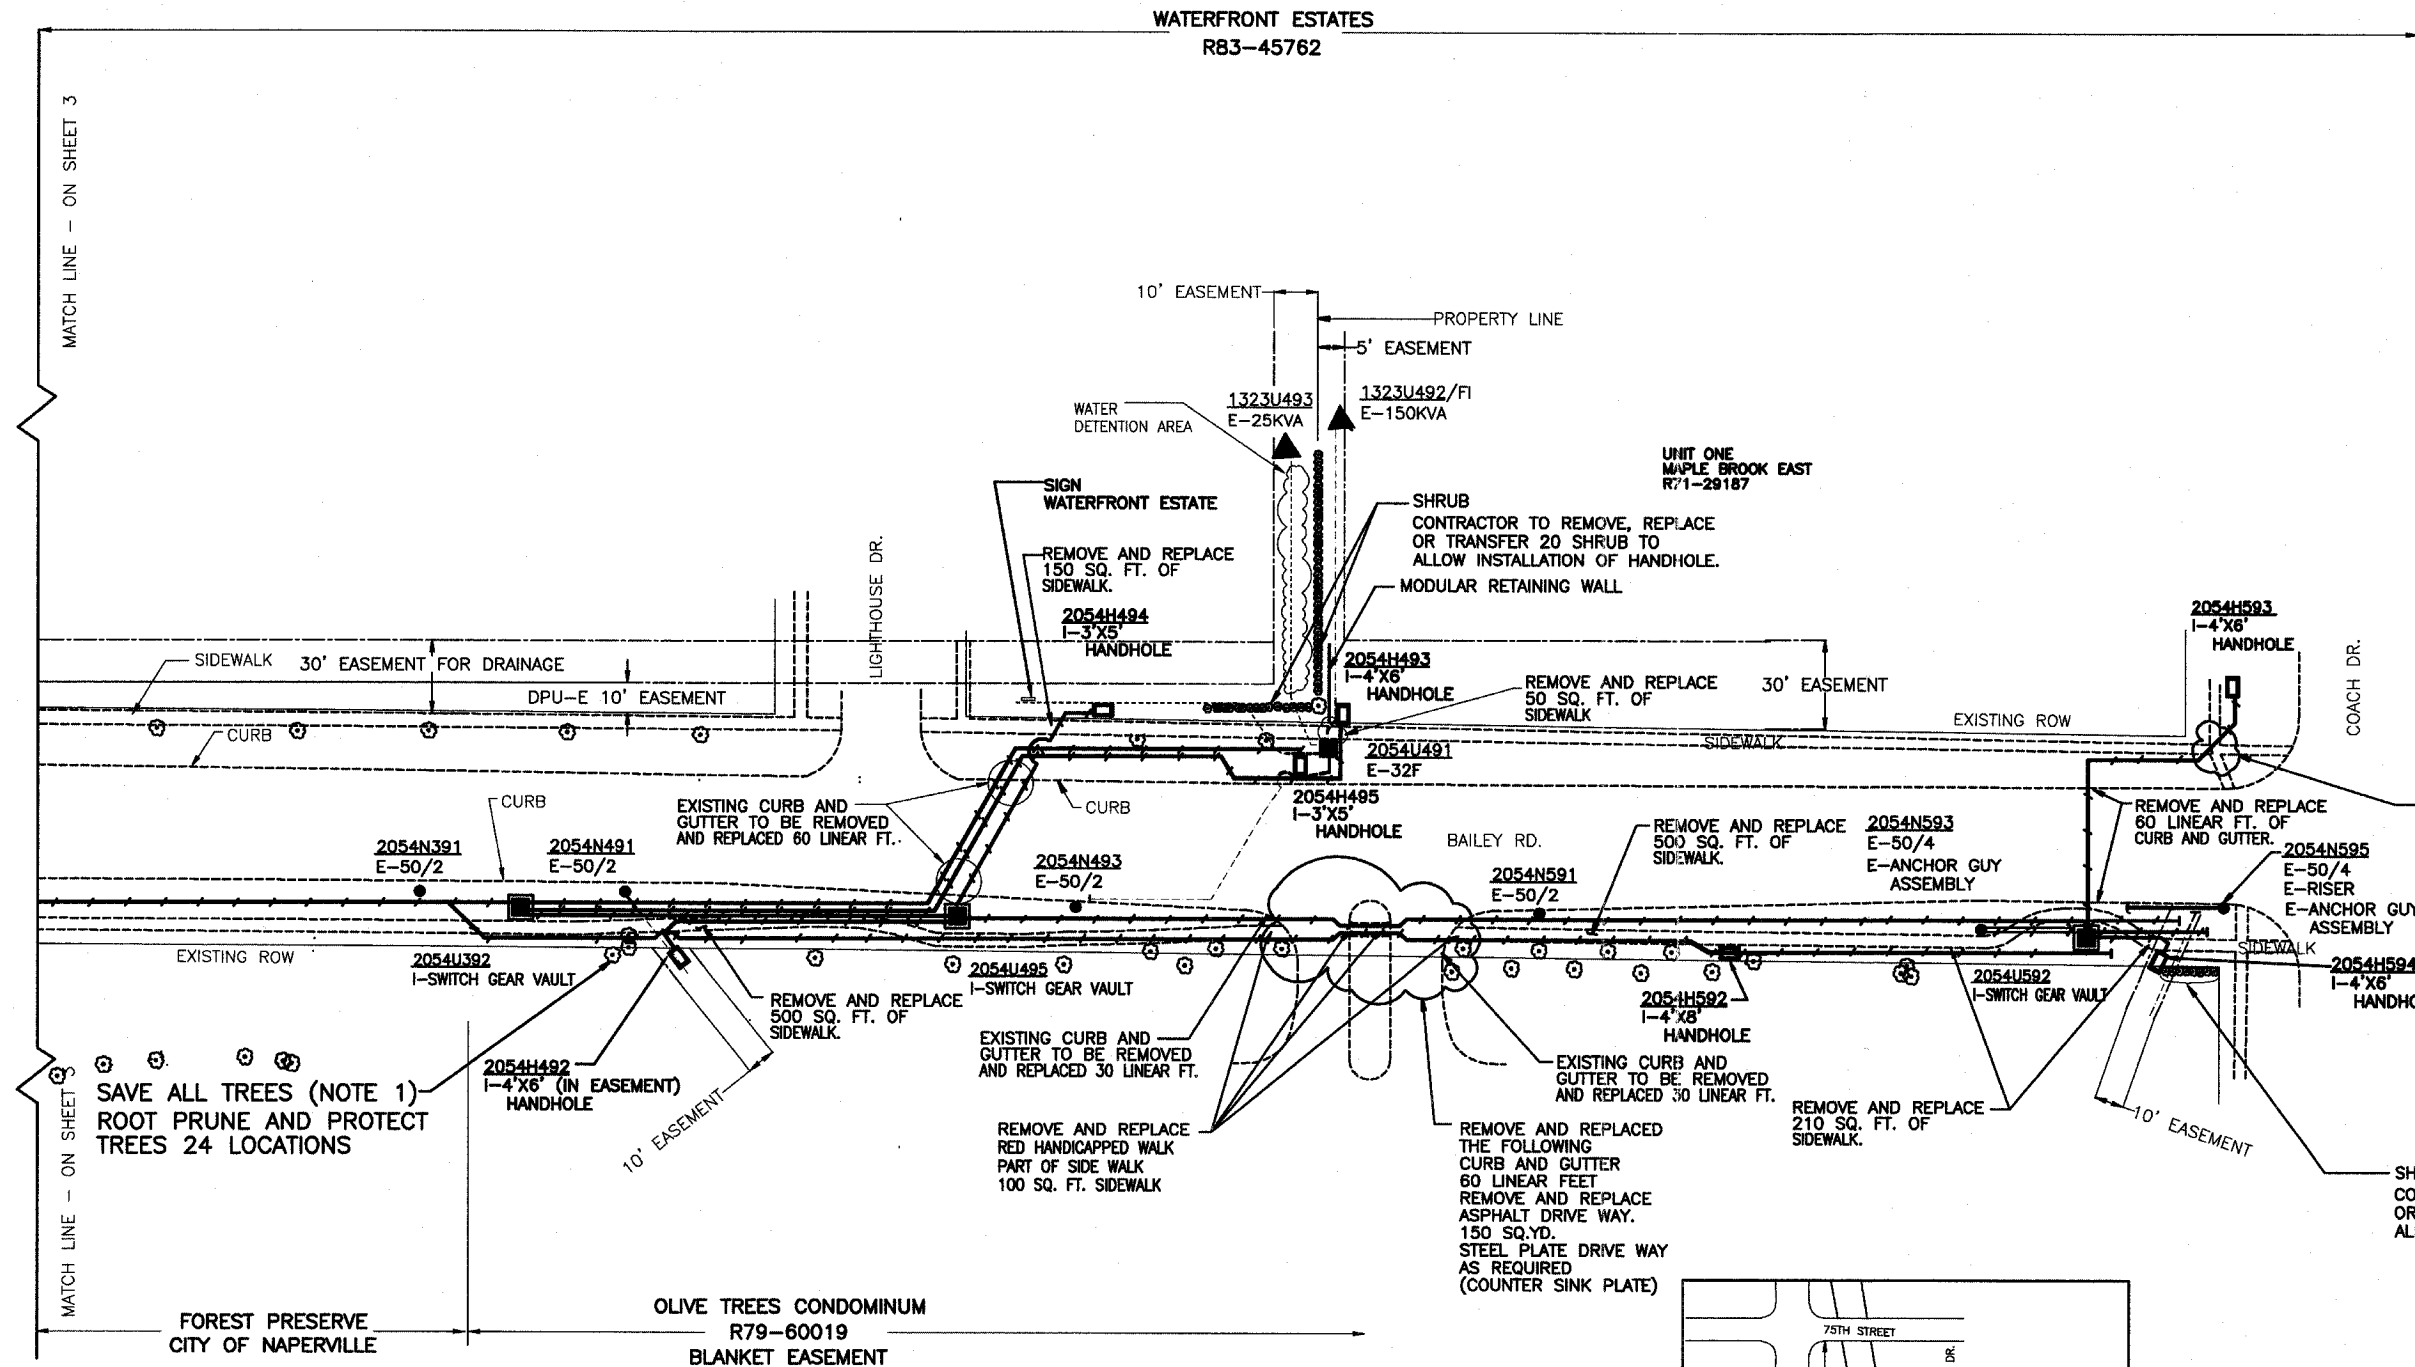 WATERFRONT ESTATES
R83-45762
MATCH LINE - ON SHEET 3
10' EASEMENT
PROPERTY LINE
5' EASEMENT
1323U493
E-25KVA
1323U492/FI
E-150KVA
WATER
DETENTION AREA
UNIT ONE
MAPLE BROOK EAST
R71-29187
SIGN
WATERFRONT ESTATE
SHRUB
CONTRACTOR TO REMOVE, REPLACE
OR TRANSFER 20 SHRUB TO
ALLOW INSTALLATION OF HANDHOLE.
REMOVE AND REPLACE
150 SQ. FT. OF
SIDEWALK.
MODULAR RETAINING WALL
LIGHTHOUSE DR.
2054H494
I-3'X5'
HANDHOLE
2054H593
I-4'X6'
HANDHOLE
COACH DR.
SIDEWALK
30' EASEMENT FOR DRAINAGE
DPU-E 10' EASEMENT
2054H493
I-4'X6'
HANDHOLE
REMOVE AND REPLACE
50 SQ. FT. OF
SIDEWALK
30' EASEMENT
EXISTING ROW
SIDEWALK
CURB
2054U491
E-32F
CURB
EXISTING CURB AND
GUTTER TO BE REMOVED
AND REPLACED 60 LINEAR FT.
CURB
2054H495
I-3'X5'
HANDHOLE
BAILEY RD.
REMOVE AND REPLACE
500 SQ. FT. OF
SIDEWALK.
2054N593
E-50/4
E-ANCHOR GUY
ASSEMBLY
REMOVE AND REPLACE
60 LINEAR FT. OF
CURB AND GUTTER.
2054N595
E-50/4
E-RISER
E-ANCHOR GUY
ASSEMBLY
2054N391
E-50/2
2054N491
E-50/2
2054N493
E-50/2
2054N591
E-50/2
EXISTING ROW
2054U392
I-SWITCH GEAR VAULT
2054U495
I-SWITCH GEAR VAULT
SIDEWALK
2054H594
I-4'X6'
2054U592
I-SWITCH GEAR VAULT
REMOVE AND REPLACE
500 SQ. FT. OF
SIDEWALK.
2054H592
I-4'X8'
HANDHOLE
EXISTING CURB AND
GUTTER TO BE REMOVED
AND REPLACED 30 LINEAR FT.
EXISTING CURB AND
GUTTER TO BE REMOVED
AND REPLACED 30 LINEAR FT.
2054H492
I-4'X6' (IN EASEMENT)
HANDHOLE
SAVE ALL TREES (NOTE 1)
ROOT PRUNE AND PROTECT
TREES 24 LOCATIONS
10' EASEMENT
REMOVE AND REPLACE
RED HANDICAPPED WALK
PART OF SIDE WALK
100 SQ. FT. SIDEWALK
REMOVE AND REPLACED
THE FOLLOWING
CURB AND GUTTER
60 LINEAR FEET
REMOVE AND REPLACE
ASPHALT DRIVE WAY.
150 SQ.YD.
STEEL PLATE DRIVE WAY
AS REQUIRED
(COUNTER SINK PLATE)
REMOVE AND REPLACE
210 SQ. FT. OF
SIDEWALK.
10' EASEMENT
MATCH LINE - ON SHEET 3
FOREST PRESERVE
CITY OF NAPERVILLE
OLIVE TREES CONDOMINUM
R79-60019
BLANKET EASEMENT
75TH STREET
DR.